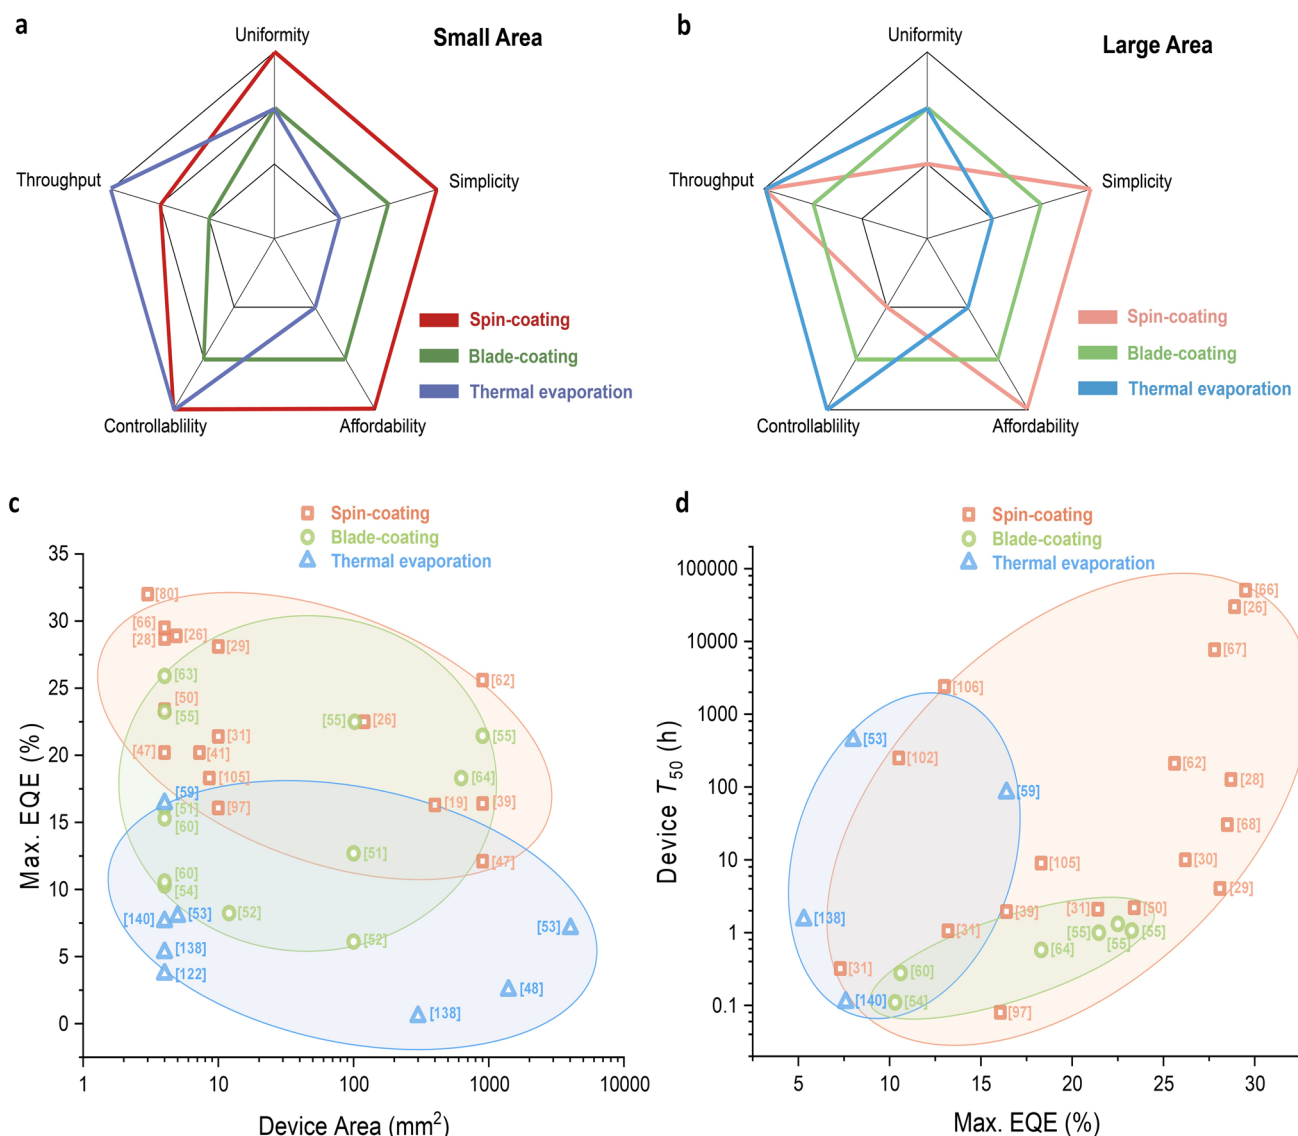 a
Uniformity
Small Area
Throughput
Simplicity
Spin-coating
Blade-coating
Thermal evaporation
Controllablility
Affordability
b
Uniformity
Large Area
Throughput
Simplicity
Spin-coating
Blade-coating
Thermal evaporation
Controllablility
Affordability
c
Spin-coating
Blade-coating
Thermal evaporation
Max. EQE (%)
35
30
25
20
15
10
5
0
[80]
[66]
[28]
[26]
[29]
[62]
[63]
[50]
[55]
[31]
[55]
[26]
[55]
[47]
[41]
[105]
[64]
[59]
[51]
[60]
[97]
[19]
[39]
[51]
[47]
[60]
[54]
[140]
[53]
[52]
[53]
[138]
[52]
[122]
[48]
[138]
1
10
100
1000
10000
Device Area (mm²)
d
Spin-coating
Blade-coating
Thermal evaporation
Device T50 (h)
100000
10000
1000
100
10
1
0.1
[66]
[26]
[67]
[106]
[53]
[102]
[62]
[28]
[59]
[68]
[105]
[30]
[29]
[138]
[39]
[31]
[50]
[31]
[55]
[55]
[55]
[64]
[31]
[60]
[140]
[54]
[97]
5
10
15
20
25
30
Max. EQE (%)